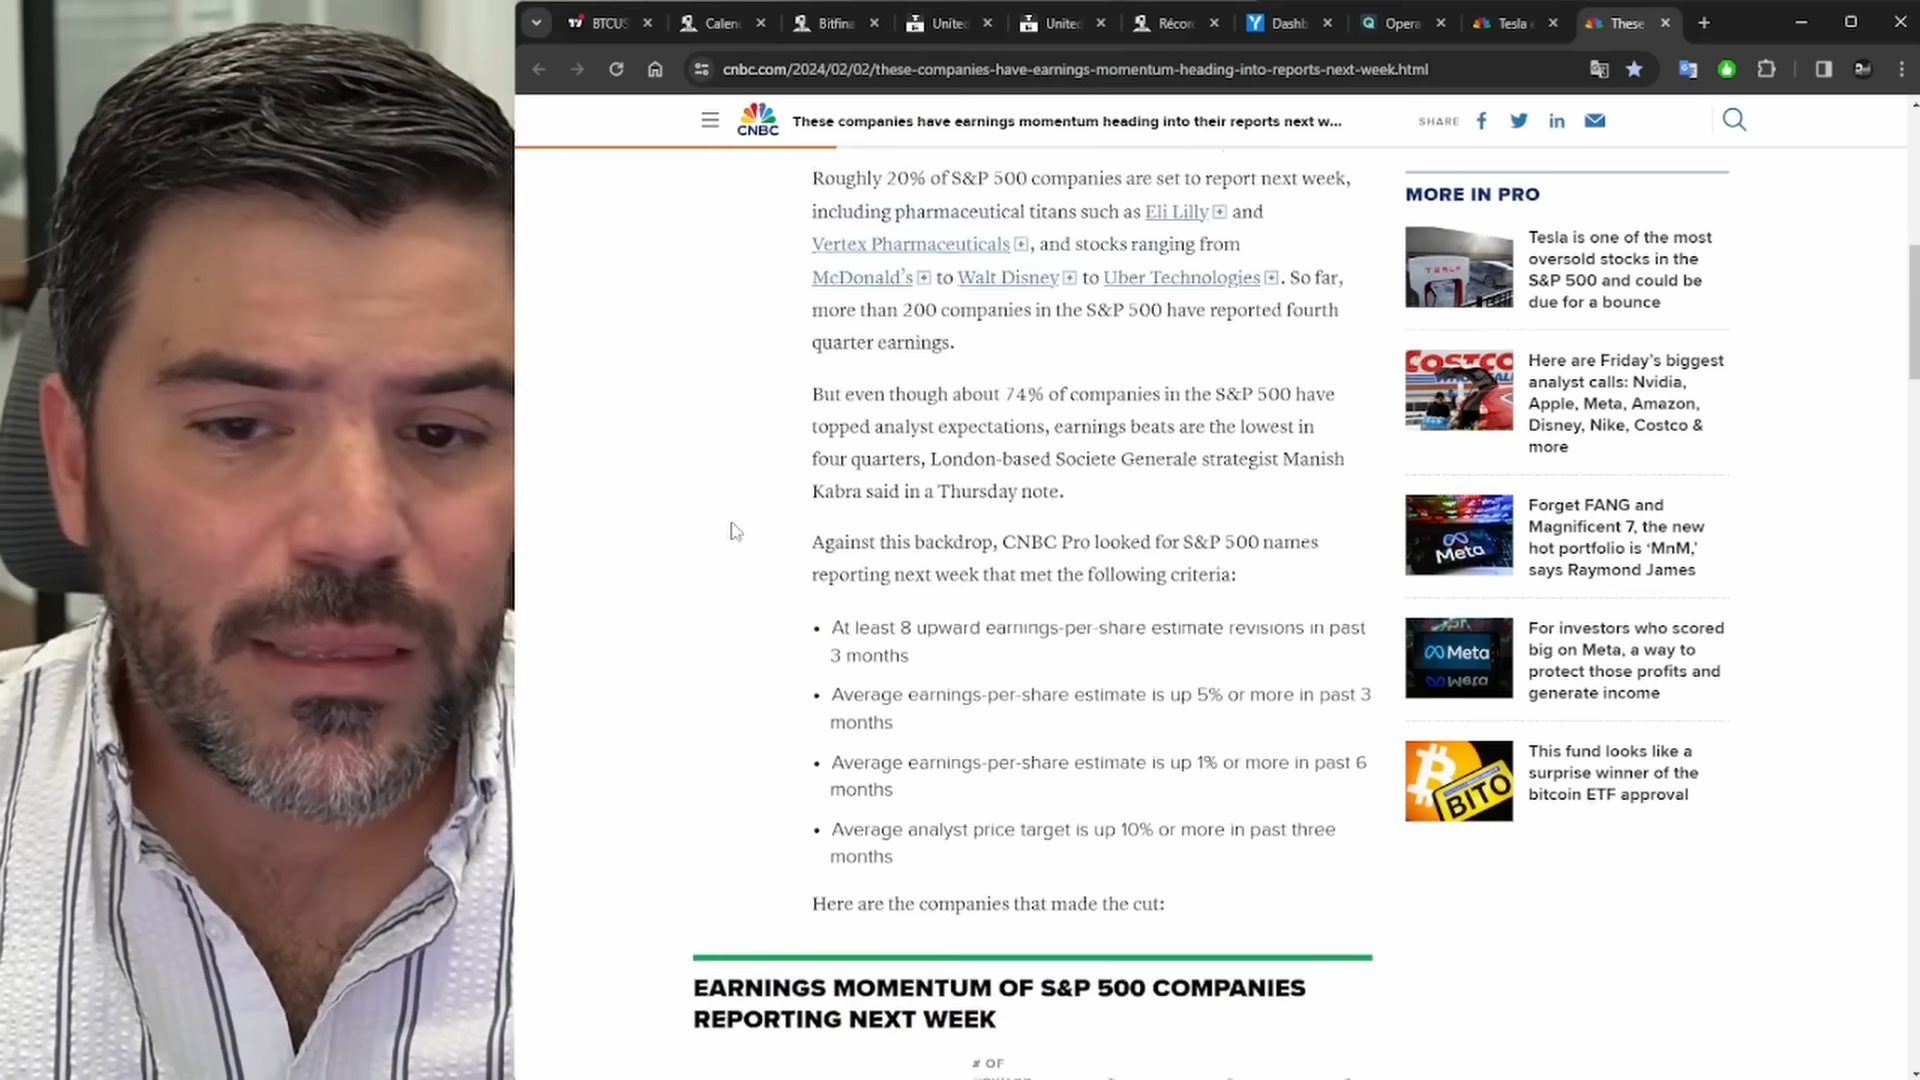 BTCUS
Calen
Bitfina
United
United
Récor
Dashb
Opera
Tesla e
These
cnbc.com/2024/02/02/these-companies-have-earnings-momentum-heading-into-reports-next-week.html
CNBC
These companies have earnings momentum heading into their reports next w...
SHARE
Roughly 20% of S&P 500 companies are set to report next week,
including pharmaceutical titans such as Eli Lilly and
Vertex Pharmaceuticals, and stocks ranging from
McDonald's to Walt Disney to Uber Technologies. So far,
more than 200 companies in the S&P 500 have reported fourth
quarter earnings.
But even though about 74% of companies in the S&P 500 have
topped analyst expectations, earnings beats are the lowest in
four quarters, London-based Societe Generale strategist Manish
Kabra said in a Thursday note.
Against this backdrop, CNBC Pro looked for S&P 500 names
reporting next week that met the following criteria:
• At least 8 upward earnings-per-share estimate revisions in past
3 months
• Average earnings-per-share estimate is up 5% or more in past 3
months
• Average earnings-per-share estimate is up 1% or more in past 6
months
• Average analyst price target is up 10% or more in past three
months
Here are the companies that made the cut:
EARNINGS MOMENTUM OF S&P 500 COMPANIES
REPORTING NEXT WEEK
# OF
MORE IN PRO
TESLA
Tesla is one of the most
oversold stocks in the
S&P 500 and could be
due for a bounce
COSTCO
Here are Friday's biggest
analyst calls: Nvidia,
Apple, Meta, Amazon,
Disney, Nike, Costco &
more
Meta
Forget FANG and
Magnificent 7, the new
hot portfolio is 'MnM,'
says Raymond James
Meta
For investors who scored
big on Meta, a way to
protect those profits and
generate income
BITO
This fund looks like a
surprise winner of the
bitcoin ETF approval